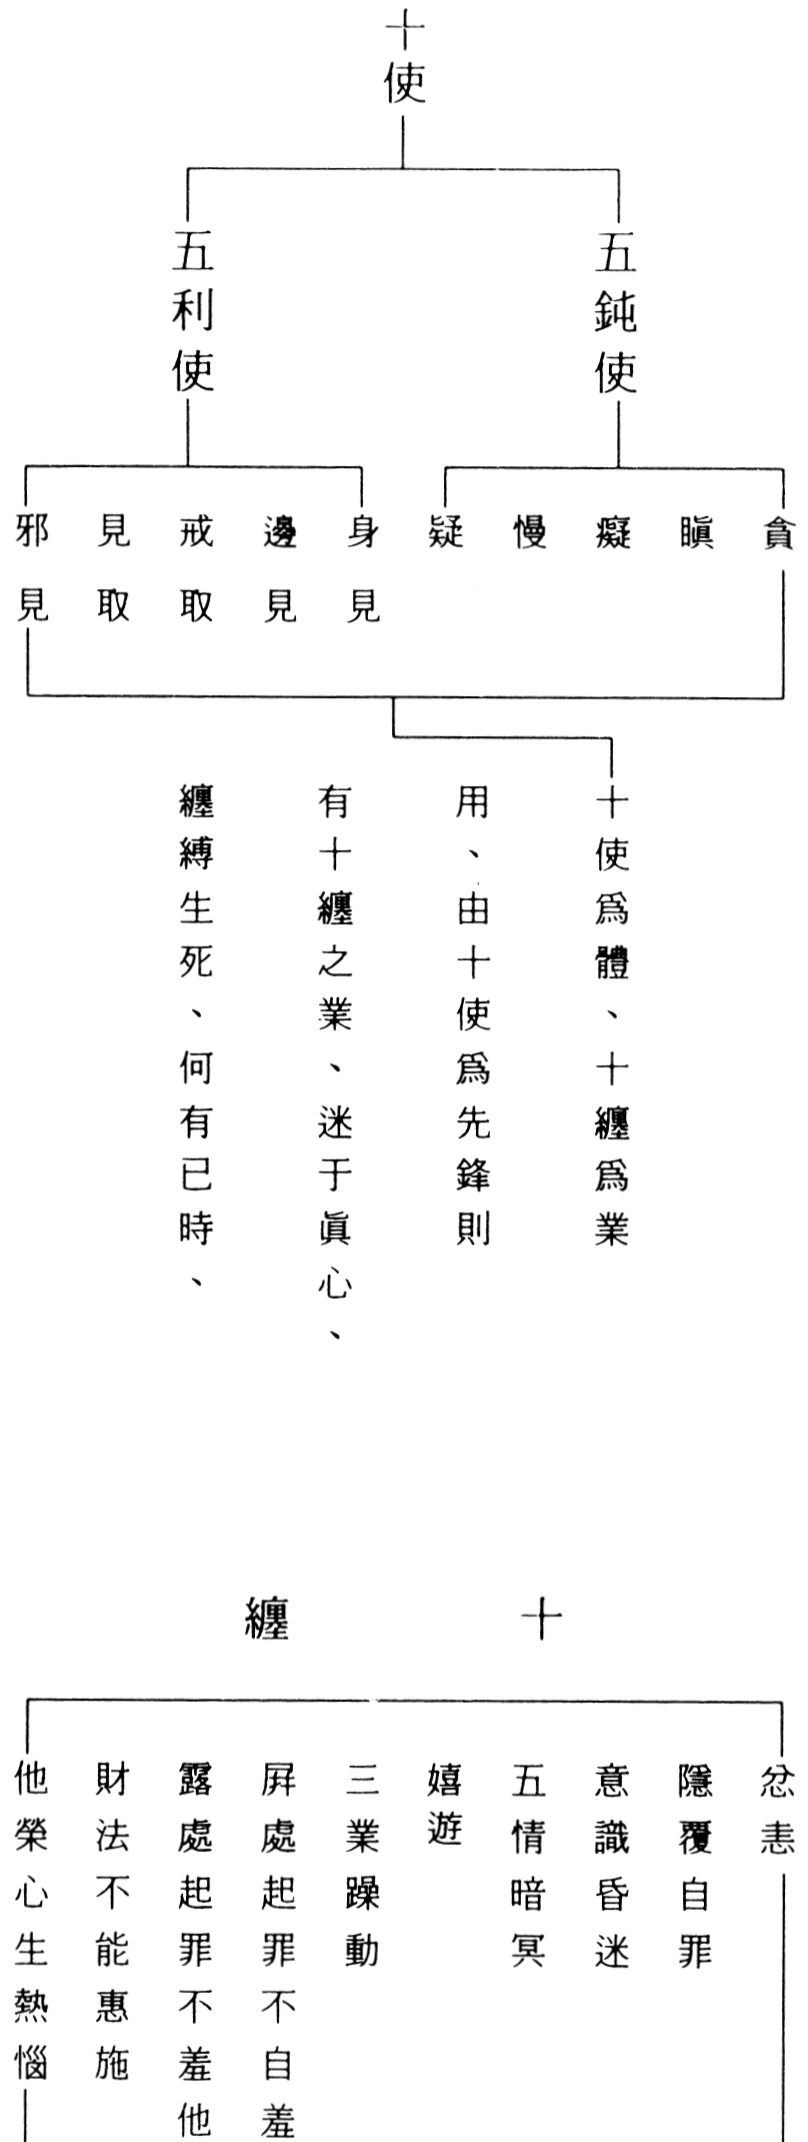 十使
五鈍使
五利使
貪
瞋
癡
慢
疑
身見
邊見
戒取
見取
邪見
十使爲體、十纏爲業
用、由十使爲先鋒則
有十纏之業、迷于眞心、
纏縛生死、何有已時、
十纏
忿恚
隱覆自罪
意識昏迷
五情暗冥
嬉遊
三業躁動
屛處起罪不自羞
露處起罪不羞他
財法不能惠施
他榮心生熱惱